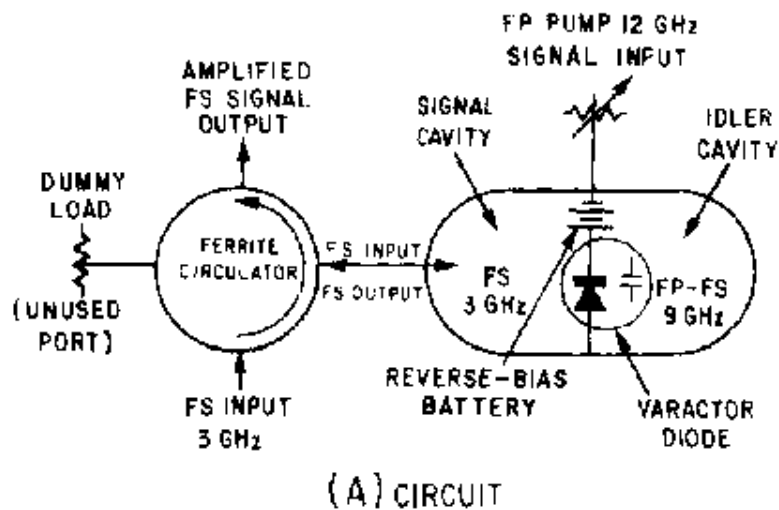 FP PUMP 12 GHz
SIGNAL INPUT
AMPLIFIED
FS SIGNAL
OUTPUT
SIGNAL
CAVITY
IDLER
CAVITY
DUMMY
LOAD
FERRITE
CIRCULATOR
FS INPUT
FS OUTPUT
FS
3 GHz
FP-FS
9 GHz
(UNUSED
PORT)
FS INPUT
3 GHz
REVERSE-BIAS
BATTERY
VARACTOR
DIODE
(A) CIRCUIT